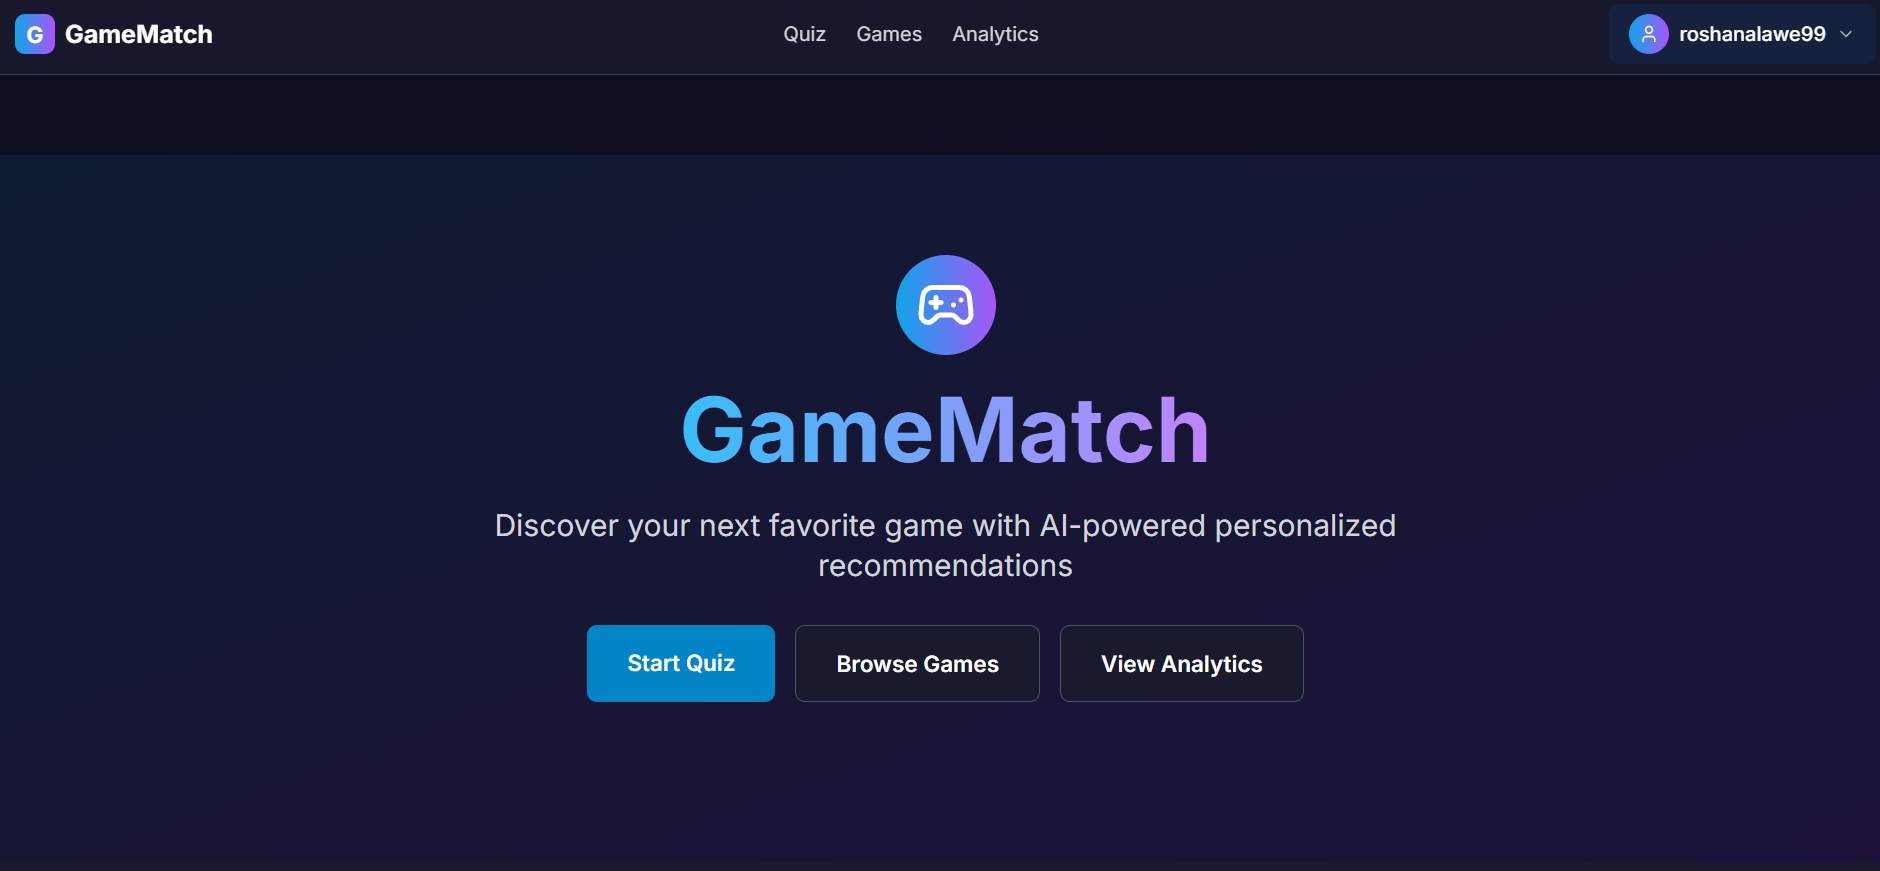 G GameMatch
Quiz Games Analytics
roshanalawe99
GameMatch
Discover your next favorite game with AI-powered personalized
recommendations
Start Quiz
Browse Games
View Analytics